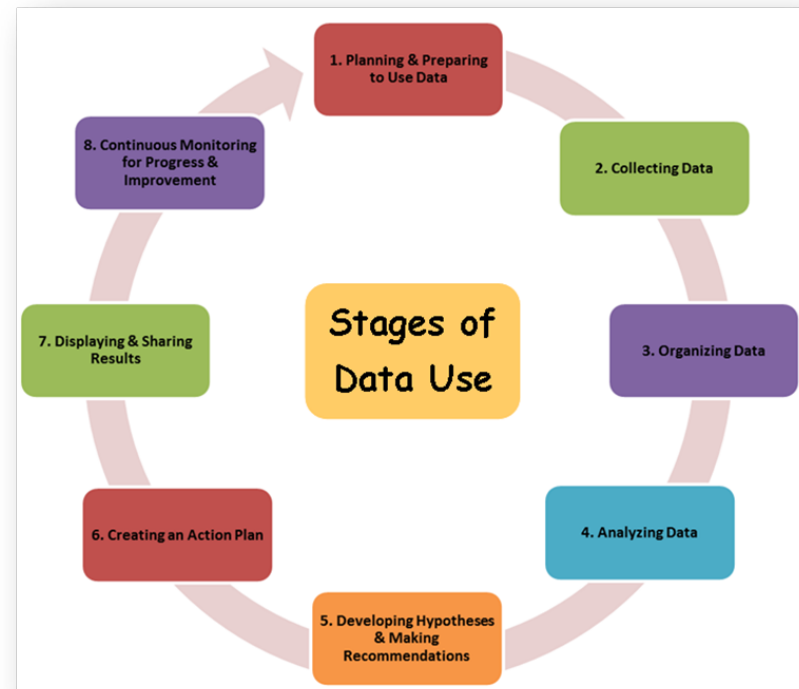 1. Planning & Preparing
to Use Data
2. Collecting Data
3. Organizing Data
4. Analyzing Data
5. Developing Hypotheses
& Making
Recommendations
6. Creating an Action Plan
7. Displaying & Sharing
Results
8. Continuous Monitoring
for Progress &
Improvement
Stages of
Data Use